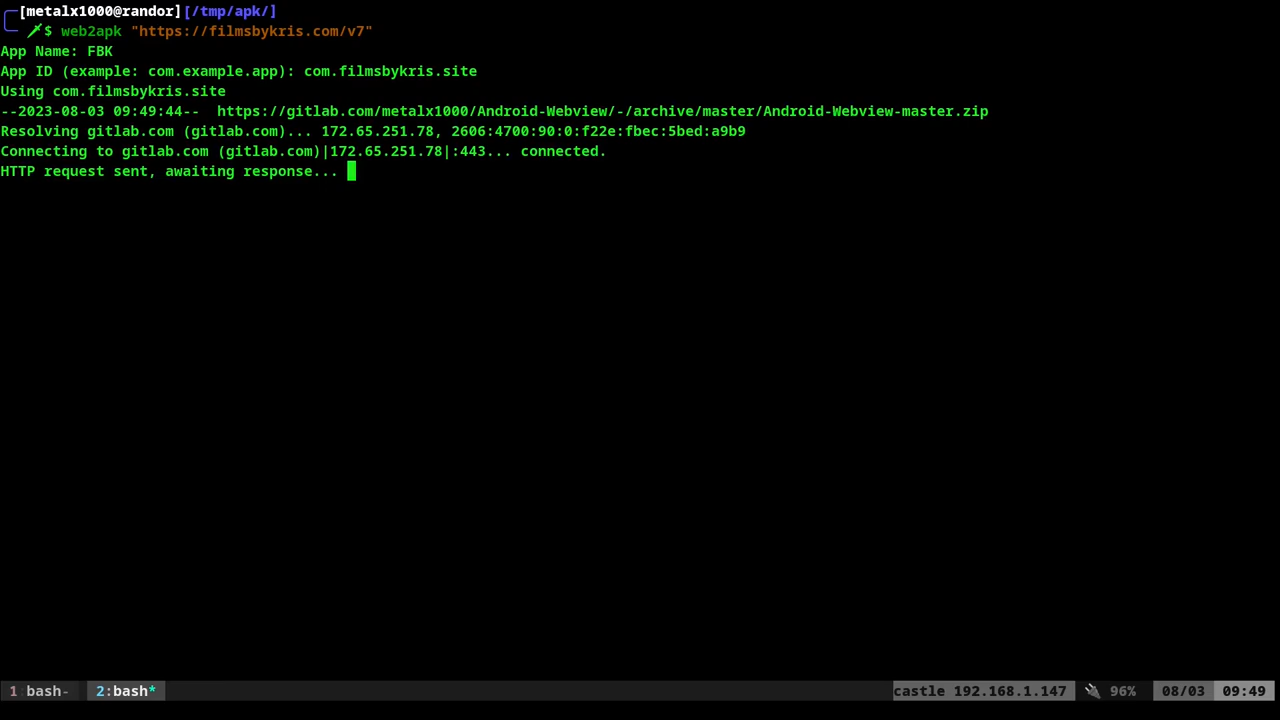 [metalx1000@randor][/tmp/apk/]
$ web2apk "https://filmsbykris.com/v7"
App Name: FBK
App ID (example: com.example.app): com.filmsbykris.site
Using com.filmsbykris.site
--2023-08-03 09:49:44--  https://gitlab.com/metalx1000/Android-Webview/-/archive/master/Android-Webview-master.zip
Resolving gitlab.com (gitlab.com)... 172.65.251.78, 2606:4700:90:0:f22e:fbec:5bed:a9b9
Connecting to gitlab.com (gitlab.com)|172.65.251.78|:443... connected.
HTTP request sent, awaiting response...
1:bash- 2:bash* castle 192.168.1.147 96% 08/03 09:49